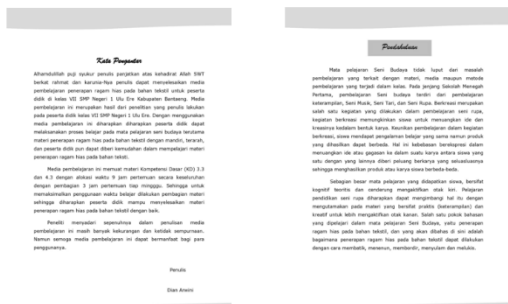 Kata Pengantar
Alhamdulillah puji syukur penulis panjatkan atas kehadirat Allah SWT
berkat rahmat dan karunia-Nya penulis dapat menyelesaikan media
pembelajaran penerapan ragam hias pada bahan tekstil untuk peserta
didik di kelas VII SMP Negeri 1 Ulu Ere Kabupaten Bantaeng. Media
pembelajaran ini merupakan hasil dari penelitian yang penulis lakukan
pada peserta didik kelas VII SMP Negeri 1 Ulu Ere. Dengan menggunakan
media pembelajaran ini diharapkan diharapkan peserta didik dapat
melaksanakan proses belajar pada mata pelajaran seni budaya terutama
materi penerapan ragam hias pada bahan tekstil dengan mandiri, terarah,
dan peserta didik pun dapat diberi kemudahan dalam mempelajari materi
penerapan ragam hias pada bahan tekstil.
Media pembelajaran ini memuat materi Kompetensi Dasar (KD) 3.3
dan 4.3 dengan alokasi waktu 9 jam pertemuan secara keseluruhan
dengan pembagian 3 jam pertemuan tiap minggu. Sehingga untuk
memaksimalkan penggunaan waktu belajar dilakukan pembagian materi
sehingga diharapkan peserta didik mampu menyelesaikan materi
penerapan ragam hias pada bahan tekstil dengan baik.
Peneliti menyadari sepenuhnya dalam penulisan media
pembelajaran ini masih banyak kekurangan dan ketidak sempurnaan.
Namun semoga media pembelajaran ini dapat bermanfaat bagi para
penggunanya.
Penulis
Dian
Pendahuluan
Mata pelajaran Seni Budaya tidak luput dari masalah
pembelajaran yang terkait dengan materi, media maupun metode
pembelajaran yang terjadi dalam kelas. Pada jenjang Sekolah Menengah
Pertama, pembelajaran Seni budaya terdiri dari pembelajaran
keterampilan, Seni Musik, Seni Tari, dan Seni Rupa. Berkreasi merupakan
salah satu kegiatan yang dilakukan dalam pembelajaran seni rupa,
kegiatan berkreasi memungkinkan siswa untuk menuangkan ide dan
kreasinya kedalam bentuk karya. Keunikan pembelajaran dalam kegiatan
berkreasi, siswa mendapat pengalaman belajar yang sama namun produk
yang dihasilkan dapat berbeda. Hal ini kebebasan berekspresi dalam
menuangkan ide atau gagasan ke dalam suatu karya antara siswa yang
satu dengan yang lainnya diberi peluang berkarya yang seluasluasnya
sehingga menghasilkan produk atau karya siswa berbeda-beda.
Sebagian besar mata pelajaran yang didapatkan siswa, bersifat
kognitif teoritis dan cenderung mengaktifkan otak kiri. Pelajaran
pendidikan seni rupa diharapkan dapat mengimbangi hal itu dengan
mengutamakan pada materi yang bersifat praktis (keterampilan) dan
kreatif untuk lebih mengaktifkan otak kanan. Salah satu pokok bahasan
yang dipelajari dalam mata pelajaran Seni Budaya, yaitu penerapan
ragam hias pada bahan tekstil, dan yang akan dibahas di sini adalah
bagaimana penerapan ragam hias pada bahan tekstil dapat dilakukan
dengan cara membatik, menenun, membordir, menyulam dan melukis.